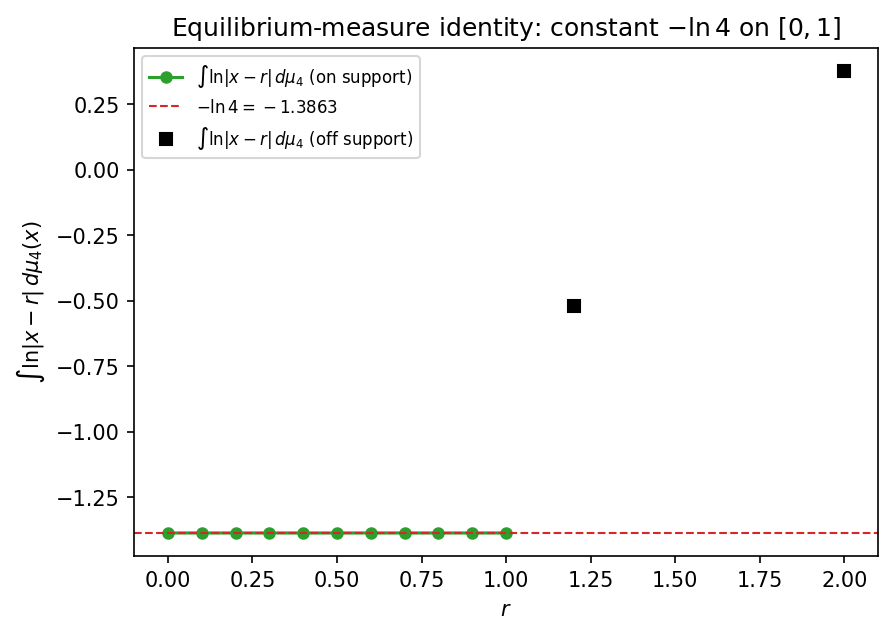 Equilibrium-measure identity: constant −ln 4 on [0, 1]
∫ln|x − r| dμ₄ (on support)
−ln 4 = −1.3863
∫ln|x − r| dμ₄ (off support)
∫ln|x − r| dμ₄(x)
0.25
0.00
−0.25
−0.50
−0.75
−1.00
−1.25
0.00 0.25 0.50 0.75 1.00 1.25 1.50 1.75 2.00
r